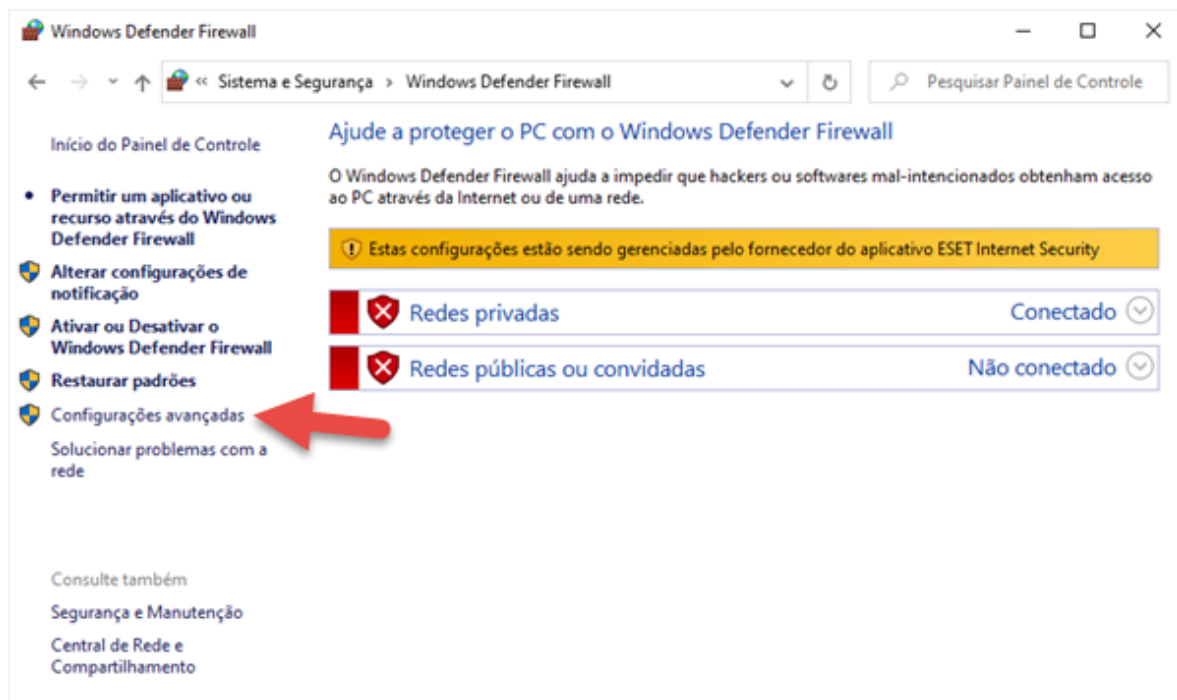 Windows Defender Firewall
« Sistema e Segurança › Windows Defender Firewall
Pesquisar Painel de Controle
Início do Painel de Controle
• Permitir um aplicativo ou
recurso através do Windows
Defender Firewall
Alterar configurações de
notificação
Ativar ou Desativar o
Windows Defender Firewall
Restaurar padrões
Configurações avançadas
Solucionar problemas com a
rede
Consulte também
Segurança e Manutenção
Central de Rede e
Compartilhamento
Ajude a proteger o PC com o Windows Defender Firewall
O Windows Defender Firewall ajuda a impedir que hackers ou softwares mal-intencionados obtenham acesso
ao PC através da Internet ou de uma rede.
Estas configurações estão sendo gerenciadas pelo fornecedor do aplicativo ESET Internet Security
Redes privadas Conectado
Redes públicas ou convidadas Não conectado